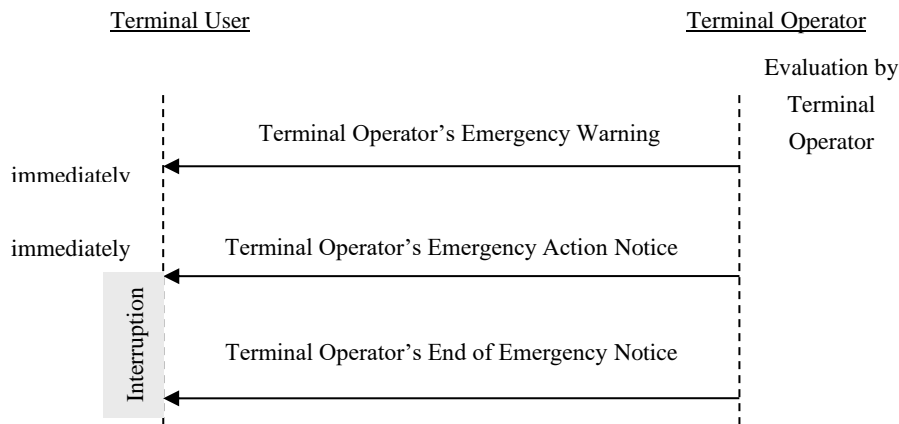 Terminal User
Terminal Operator
Evaluation by
Terminal
Operator
Terminal Operator’s Emergency Warning
immediately
immediately
Terminal Operator’s Emergency Action Notice
Interruption
Terminal Operator’s End of Emergency Notice